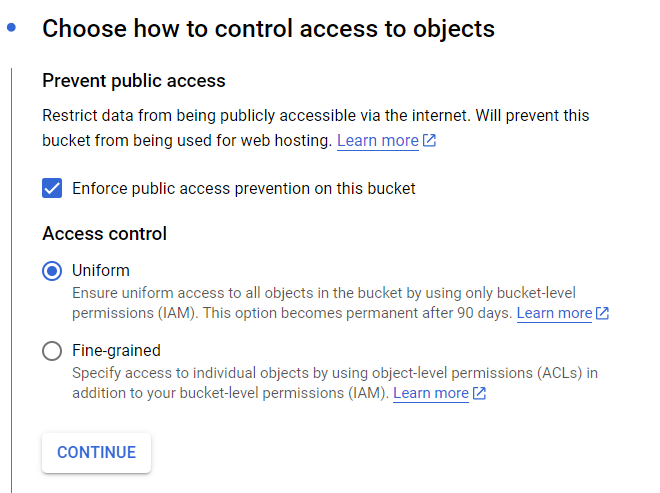 Choose how to control access to objects
Prevent public access
Restrict data from being publicly accessible via the internet. Will prevent this
bucket from being used for web hosting. Learn more
Enforce public access prevention on this bucket
Access control
Uniform
Ensure uniform access to all objects in the bucket by using only bucket-level
permissions (IAM). This option becomes permanent after 90 days. Learn more
Fine-grained
Specify access to individual objects by using object-level permissions (ACLs) in
addition to your bucket-level permissions (IAM). Learn more
CONTINUE